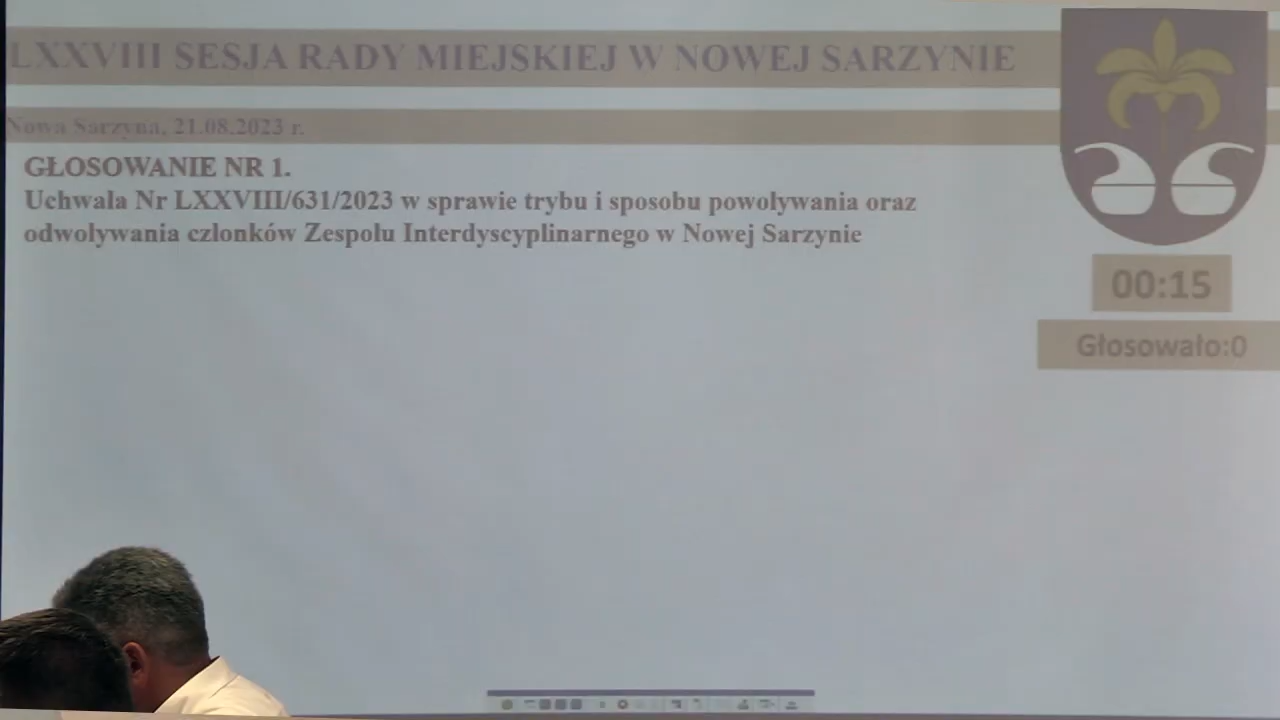 LXXVIII SESJA RADY MIEJSKIEJ W NOWEJ SARZYNIE
Nowa Sarzyna, 21.08.2023 r.
GŁOSOWANIE NR 1.
Uchwała Nr LXXVIII/631/2023 w sprawie trybu i sposobu powoływania oraz
odwoływania członków Zespołu Interdyscyplinarnego w Nowej Sarzynie
00:15
Głosowało:0